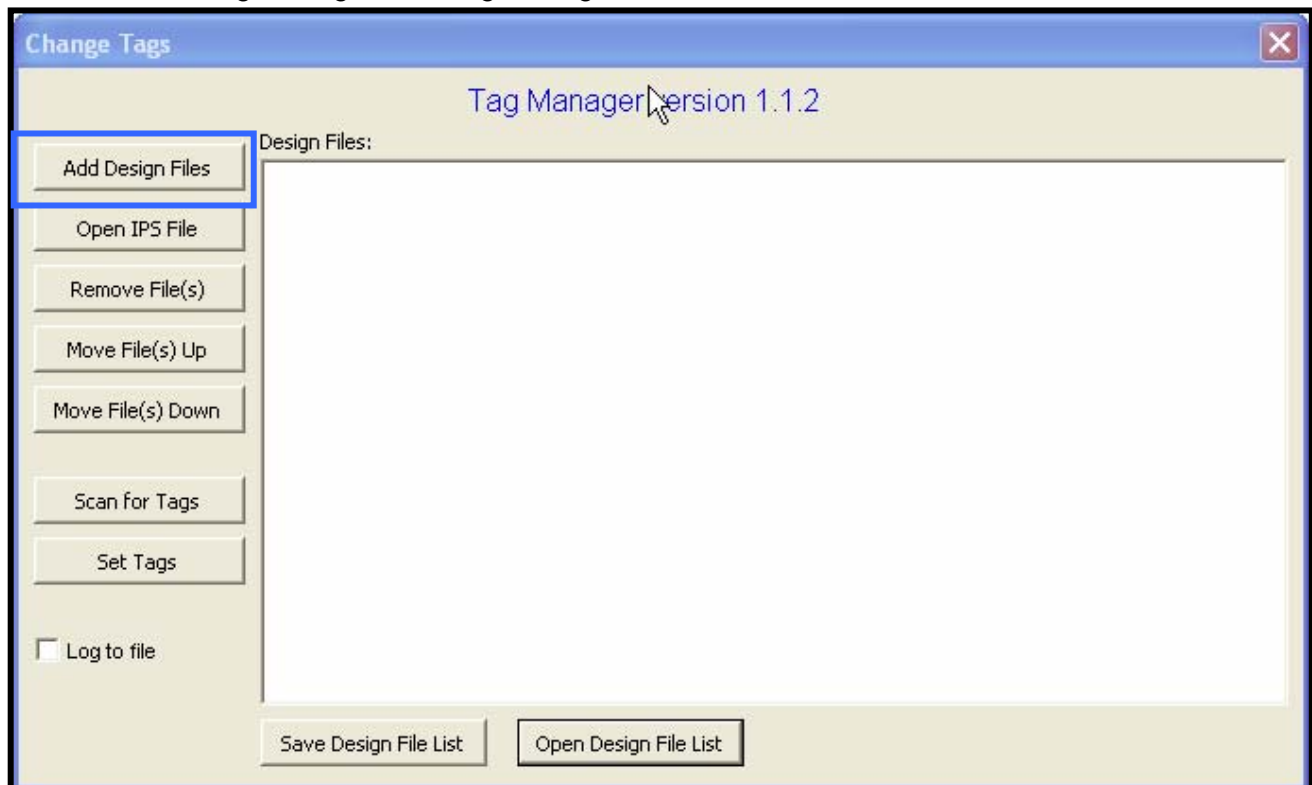 Change Tags
Tag Manager version 1.1.2
Design Files:
Add Design Files
Open IPS File
Remove File(s)
Move File(s) Up
Move File(s) Down
Scan for Tags
Set Tags
Log to file
Save Design File List
Open Design File List